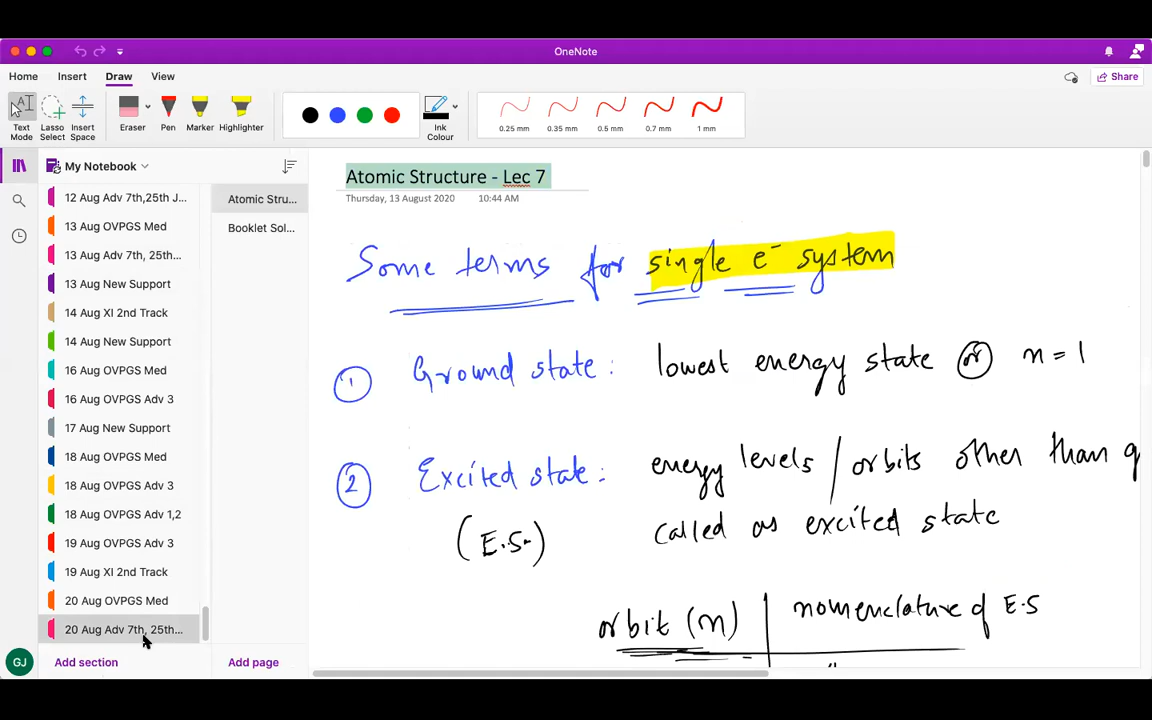 OneNote
Home Insert Draw View
Share
Text Mode
Lasso Select
Insert Space
Eraser
Pen
Marker
Highlighter
Ink Colour
0.25 mm 0.35 mm 0.5 mm 0.7 mm 1 mm
My Notebook
12 Aug Adv 7th,25th J...
13 Aug OVPGS Med
13 Aug Adv 7th, 25th...
13 Aug New Support
14 Aug XI 2nd Track
14 Aug New Support
16 Aug OVPGS Med
16 Aug OVPGS Adv 3
17 Aug New Support
18 Aug OVPGS Med
18 Aug OVPGS Adv 3
18 Aug OVPGS Adv 1,2
19 Aug OVPGS Adv 3
19 Aug XI 2nd Track
20 Aug OVPGS Med
20 Aug Adv 7th, 25th...
GJ
Add section
Atomic Stru...
Booklet Sol...
Add page
Atomic Structure - Lec 7
Thursday, 13 August 2020 10:44 AM
Some terms for single e⁻ system
① Ground state : lowest energy state or n = 1
② Excited state : energy levels / orbits other than g
(E.S.) called as excited state
orbit (n) | nomenclature of E.S